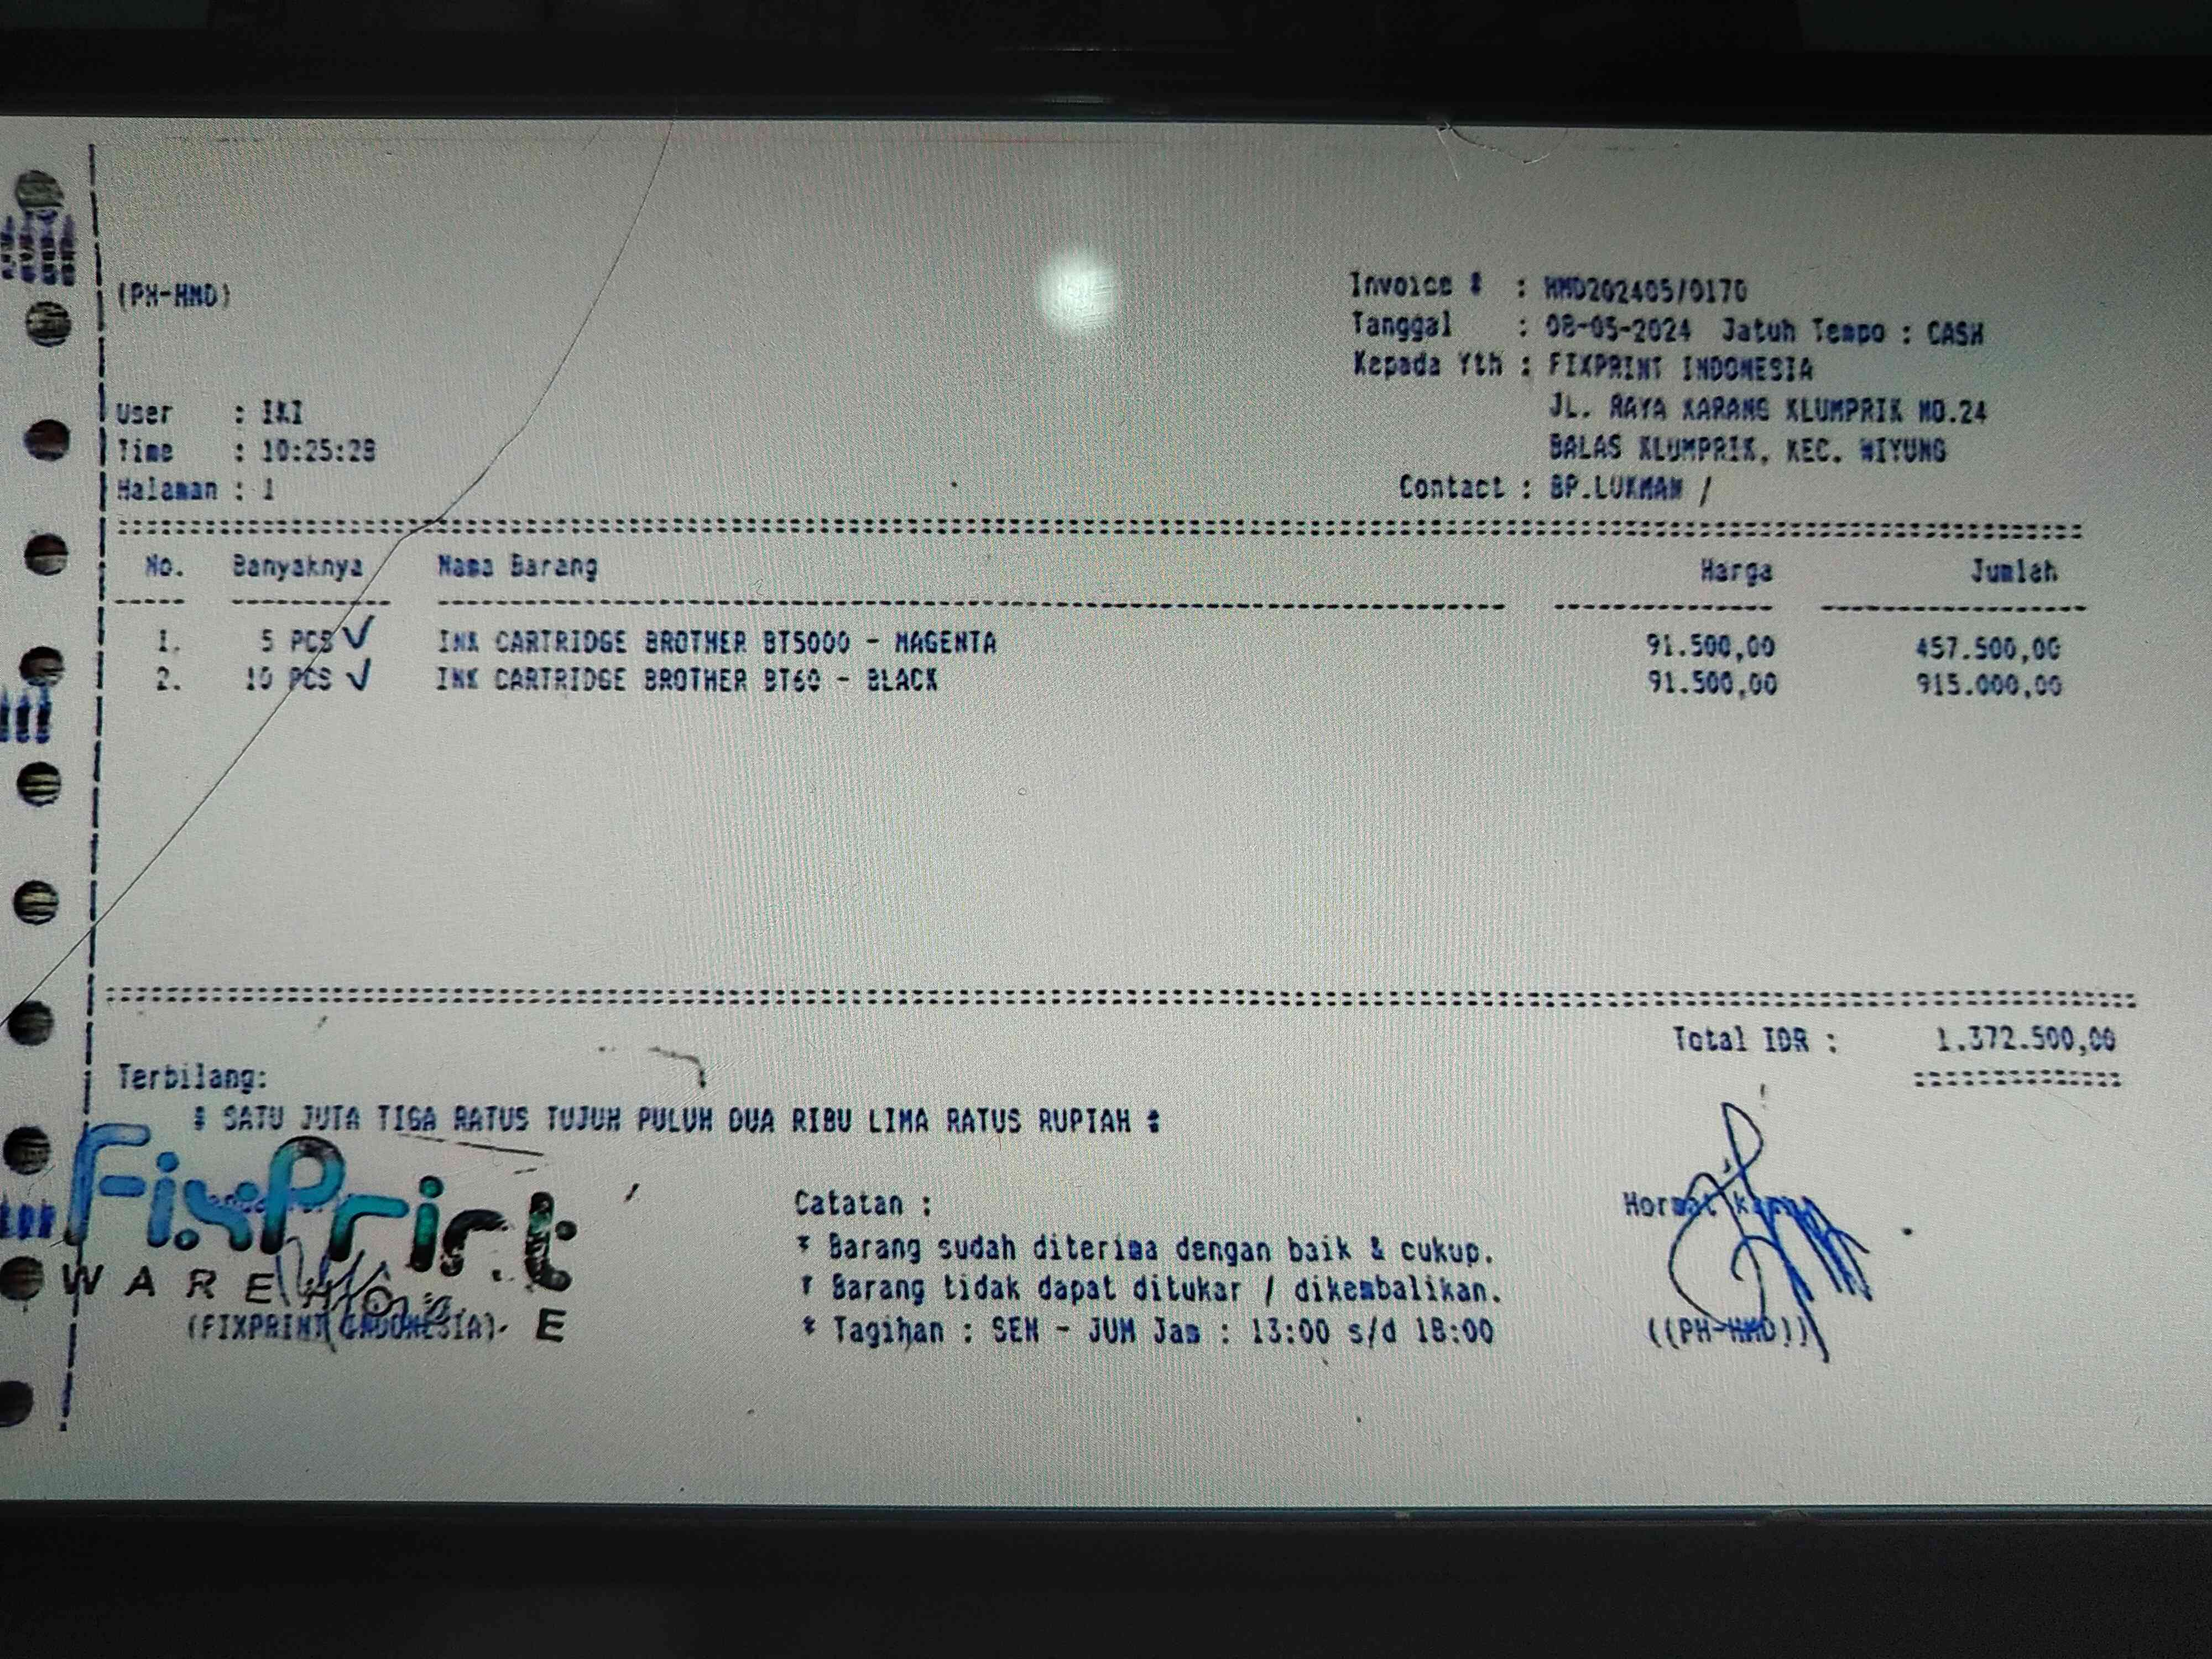 (PH-HMD)
Invoice # : HMD202405/0170
Tanggal : 08-05-2024 Jatuh Tempo : CASH
Kepada Yth : FIXPRINT INDONESIA
JL. RAYA KARANG KLUMPRIK NO.24
BALAS KLUMPRIK, KEC. WIYUNG
Contact : BP.LUKMAN /
User : IKI
Time : 10:25:28
Halaman : 1
No. Banyaknya Nama Barang Harga Jumlah
1. 5 PCS ✓ INK CARTRIDGE BROTHER BT5000 - MAGENTA 91.500,00 457.500,00
2. 10 PCS ✓ INK CARTRIDGE BROTHER BT60 - BLACK 91.500,00 915.000,00
Total IDR : 1.372.500,00
Terbilang:
# SATU JUTA TIGA RATUS TUJUH PULUH DUA RIBU LIMA RATUS RUPIAH #
FixPrint
WAREHOUSE
(FIXPRINT INDONESIA)
Catatan :
* Barang sudah diterima dengan baik & cukup.
* Barang tidak dapat ditukar / dikembalikan.
* Tagihan : SEN - JUM Jam : 13:00 s/d 18:00
Hormat kami
((PH-HMD))